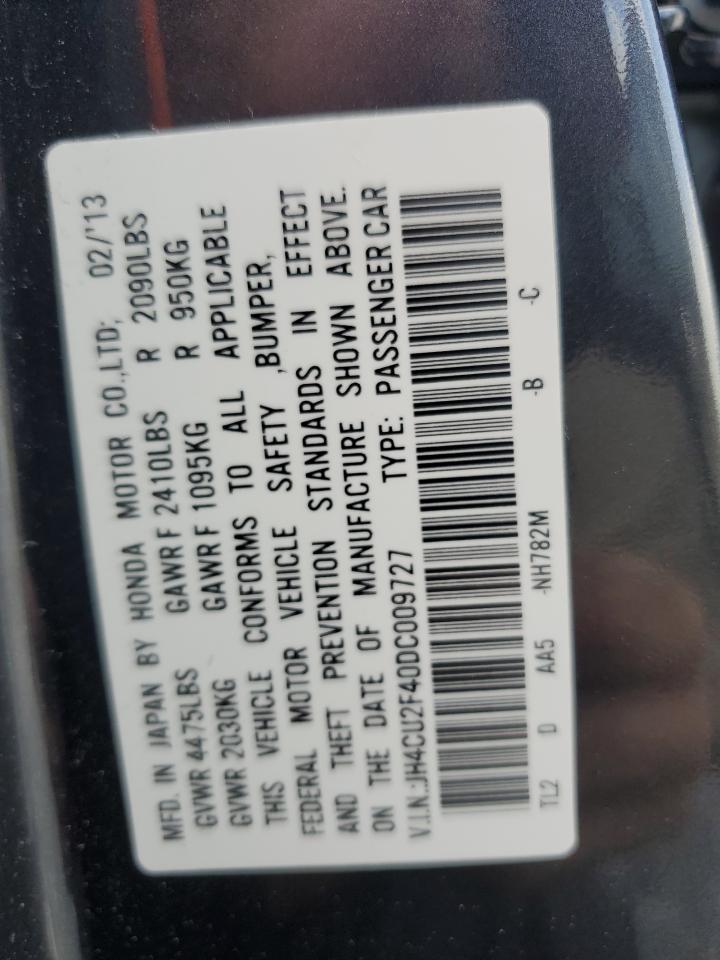 MFD. IN JAPAN BY HONDA MOTOR CO.,LTD; 02/'13
GVWR 4475LBS GAWR F 2410LBS R 2090LBS
GVWR 2030KG GAWR F 1095KG R 950KG
THIS VEHICLE CONFORMS TO ALL APPLICABLE
FEDERAL MOTOR VEHICLE SAFETY ,BUMPER,
AND THEFT PREVENTION STANDARDS IN EFFECT
ON THE DATE OF MANUFACTURE SHOWN ABOVE.
V.I.N.:JH4CU2F40DC009727 TYPE: PASSENGER CAR
TL2 D AA5 -NH782M -B -C